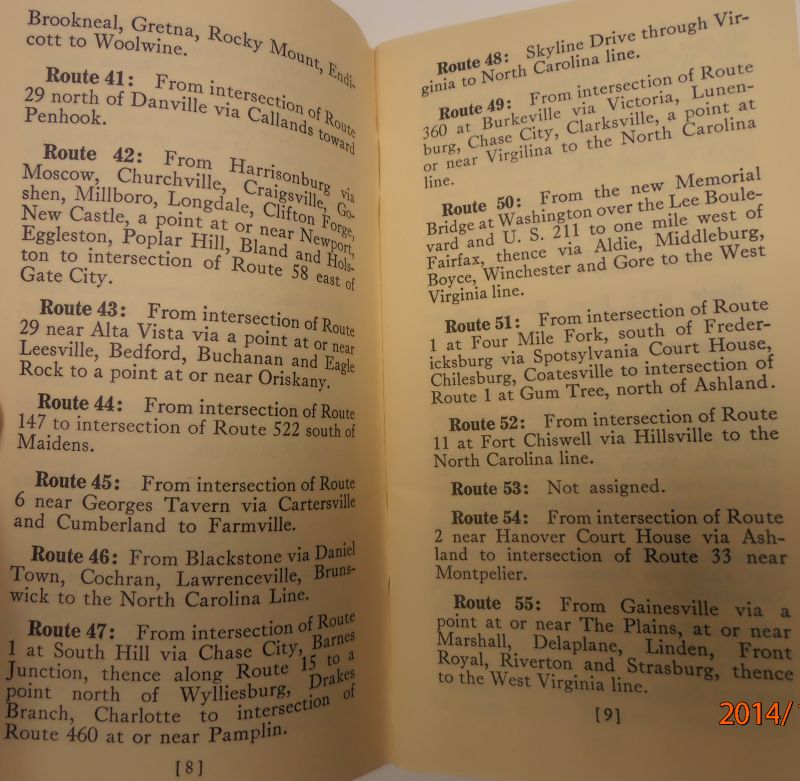 Brookneal, Gretna, Rocky Mount, Endi-
cott to Woolwine.
Route 41: From intersection of Route
29 north of Danville via Callands toward
Penhook.
Route 42: From Harrisonburg via
Moscow, Churchville, Craigsville, Go-
shen, Millboro, Longdale, Clifton Forge,
New Castle, a point at or near Newport,
Eggleston, Poplar Hill, Bland and Hols-
ton to intersection of Route 58 east of
Gate City.
Route 43: From intersection of Route
29 near Alta Vista via a point at or near
Leesville, Bedford, Buchanan and Eagle
Rock to a point at or near Oriskany.
Route 44: From intersection of Route
147 to intersection of Route 522 south of
Maidens.
Route 45: From intersection of Route
6 near Georges Tavern via Cartersville
and Cumberland to Farmville.
Route 46: From Blackstone via Daniel
Town, Cochran, Lawrenceville, Bruns-
wick to the North Carolina Line.
Route 47: From intersection of Route
1 at South Hill via Chase City, Barnes
Junction, thence along Route 15 to a
point north of Wylliesburg, Drakes
Branch, Charlotte to intersection of
Route 460 at or near Pamplin.
[8]
Route 48: Skyline Drive through Vir-
ginia to North Carolina line.
Route 49: From intersection of Route
360 at Burkeville via Victoria, Lunen-
burg, Chase City, Clarksville, a point at
or near Virgilina to the North Carolina
line.
Route 50: From the new Memorial
Bridge at Washington over the Lee Boule-
vard and U. S. 211 to one mile west of
Fairfax, thence via Aldie, Middleburg,
Boyce, Winchester and Gore to the West
Virginia line.
Route 51: From intersection of Route
1 at Four Mile Fork, south of Freder-
icksburg via Spotsylvania Court House,
Chilesburg, Coatesville to intersection of
Route 1 at Gum Tree, north of Ashland.
Route 52: From intersection of Route
11 at Fort Chiswell via Hillsville to the
North Carolina line.
Route 53: Not assigned.
Route 54: From intersection of Route
2 near Hanover Court House via Ash-
land to intersection of Route 33 near
Montpelier.
Route 55: From Gainesville via a
point at or near The Plains, at or near
Marshall, Delaplane, Linden, Front
Royal, Riverton and Strasburg, thence
to the West Virginia line.
[9]
2014/1